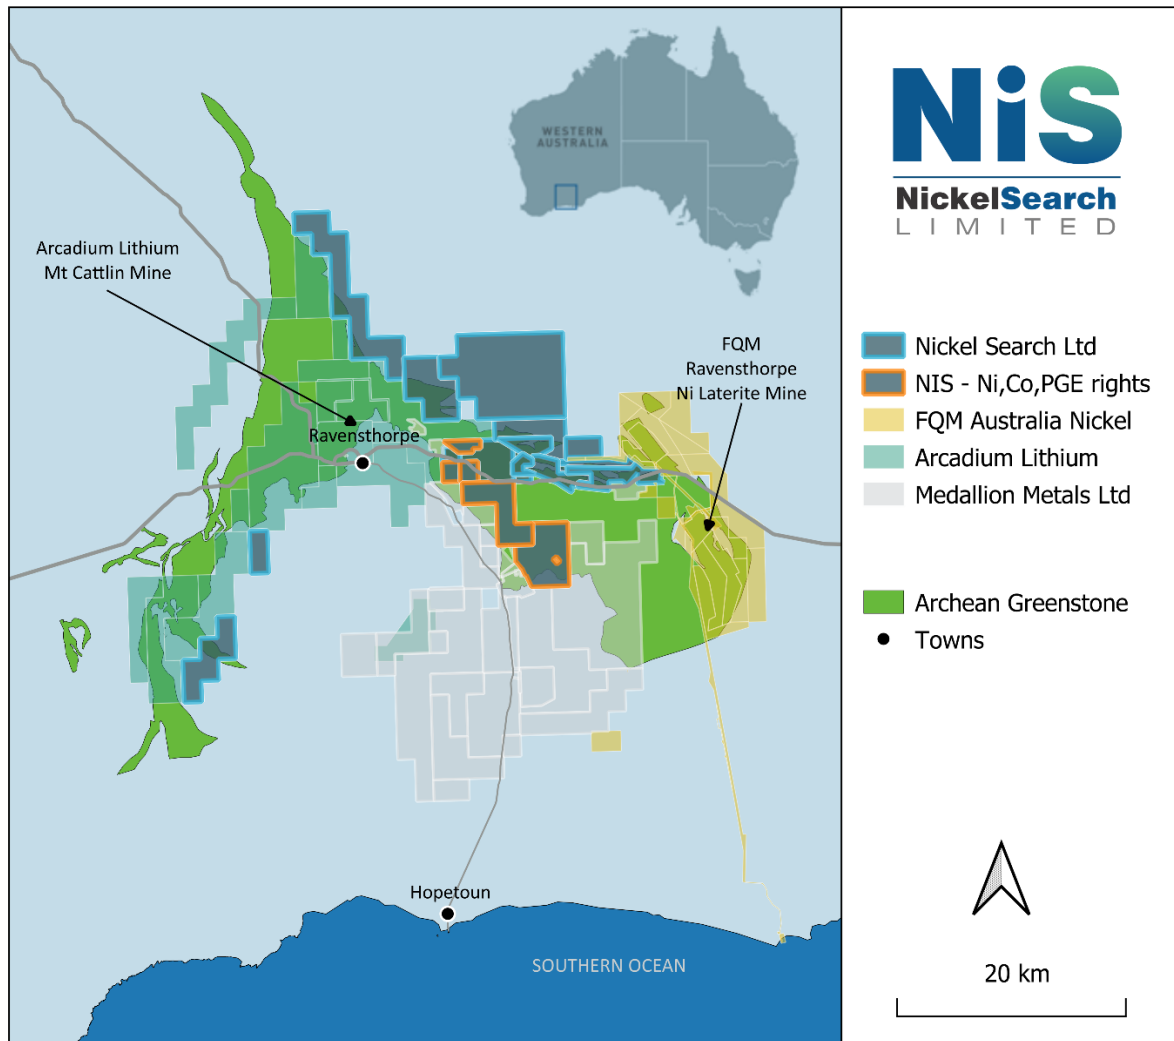 WESTERN
AUSTRALIA
Arcadium Lithium
Mt Cattlin Mine
FQM
Ravensthorpe
Ni Laterite Mine
Ravensthorpe
Hopetoun
SOUTHERN OCEAN
NiS
NickelSearch
LIMITED
Nickel Search Ltd
NIS - Ni,Co,PGE rights
FQM Australia Nickel
Arcadium Lithium
Medallion Metals Ltd
Archean Greenstone
Towns
20 km